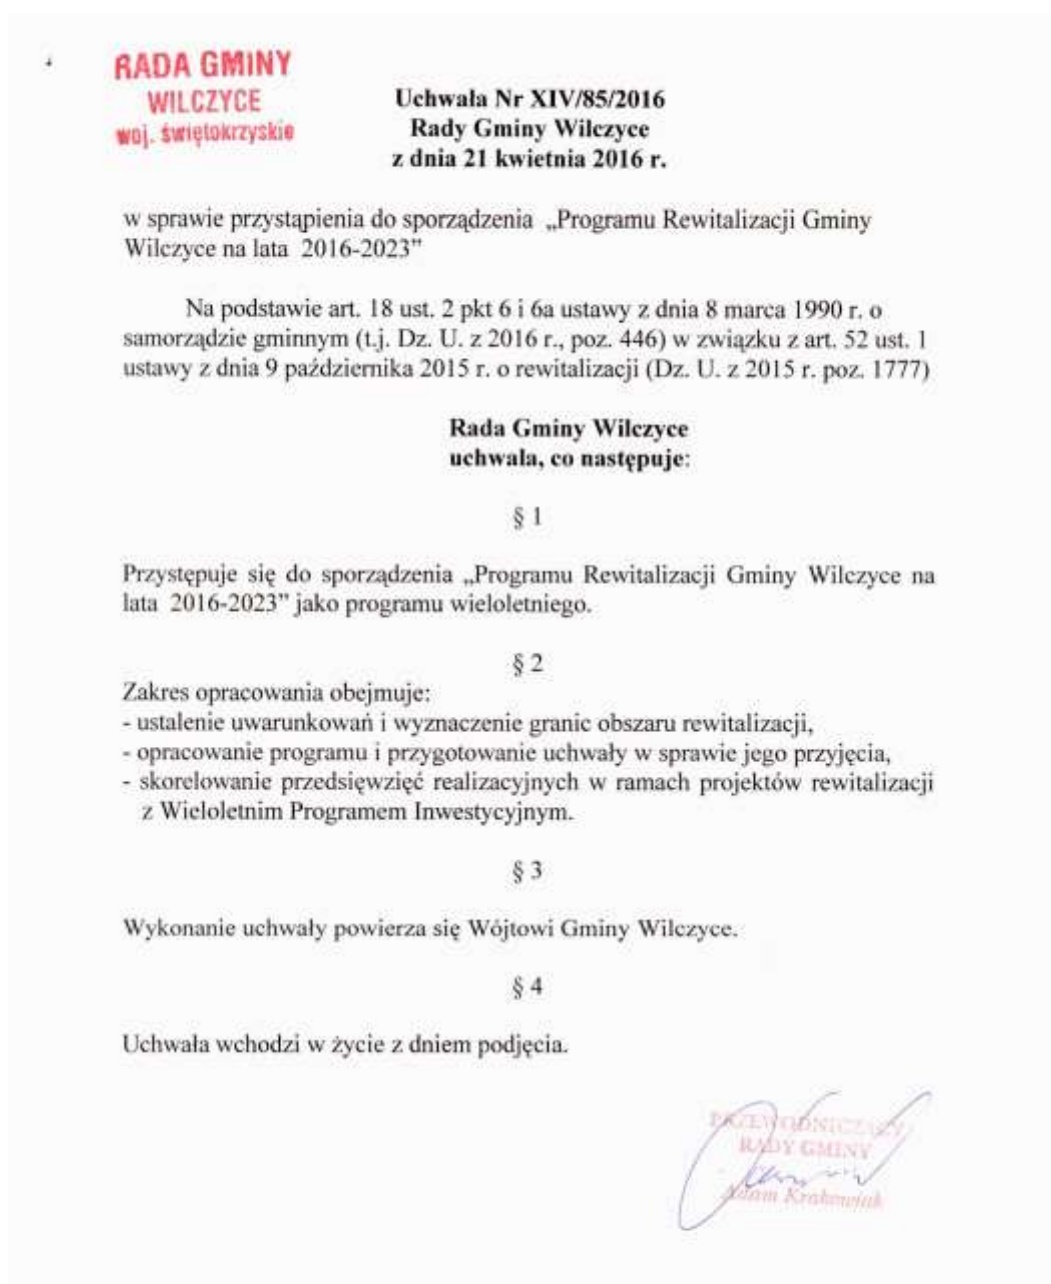 RADA GMINY
WILCZYCE
woj. świętokrzyskie
Uchwała Nr XIV/85/2016
Rady Gminy Wilczyce
z dnia 21 kwietnia 2016 r.
w sprawie przystąpienia do sporządzenia „Programu Rewitalizacji Gminy
Wilczyce na lata 2016-2023”
Na podstawie art. 18 ust. 2 pkt 6 i 6a ustawy z dnia 8 marca 1990 r. o
samorządzie gminnym (t.j. Dz. U. z 2016 r., poz. 446) w związku z art. 52 ust. 1
ustawy z dnia 9 października 2015 r. o rewitalizacji (Dz. U. z 2015 r. poz. 1777)
Rada Gminy Wilczyce
uchwala, co następuje:
§ 1
Przystępuje się do sporządzenia „Programu Rewitalizacji Gminy Wilczyce na
lata 2016-2023” jako programu wieloletniego.
§ 2
Zakres opracowania obejmuje:
- ustalenie uwarunkowań i wyznaczenie granic obszaru rewitalizacji,
- opracowanie programu i przygotowanie uchwały w sprawie jego przyjęcia,
- skorelowanie przedsięwzięć realizacyjnych w ramach projektów rewitalizacji
z Wieloletnim Programem Inwestycyjnym.
§ 3
Wykonanie uchwały powierza się Wójtowi Gminy Wilczyce.
§ 4
Uchwała wchodzi w życie z dniem podjęcia.
PRZEWODNICZĄCY
RADY GMINY
Adam Krakowiak